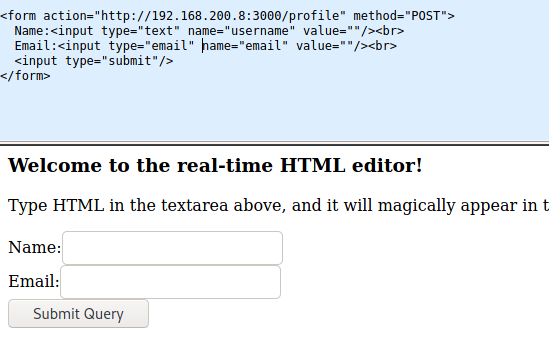 <form action="http://192.168.200.8:3000/profile" method="POST">
Name:<input type="text" name="username" value=""/><br>
Email:<input type="email" name="email" value=""/><br>
<input type="submit"/>
</form>
Welcome to the real-time HTML editor!
Type HTML in the textarea above, and it will magically appear in t
Name:
Email:
Submit Query